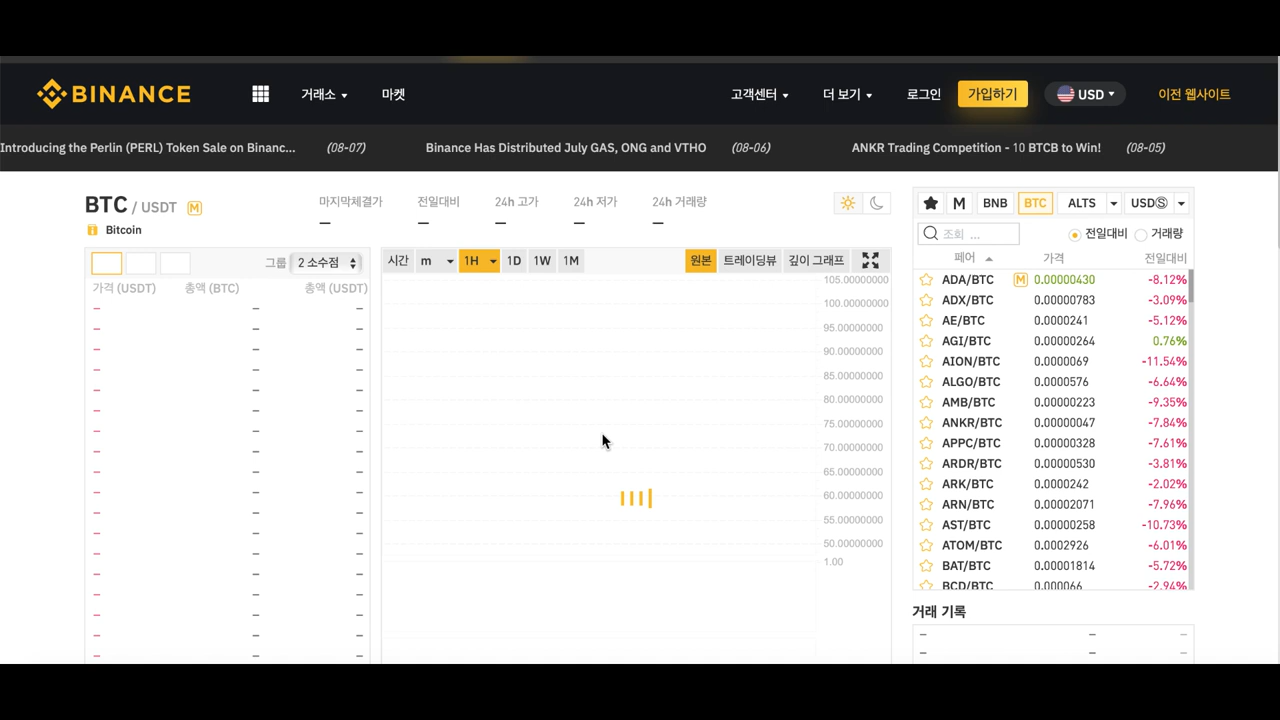 BINANCE 거래소 마켓 고객센터 더 보기 로그인 가입하기 USD 이전 웹사이트
Introducing the Perlin (PERL) Token Sale on Binanc... (08-07) Binance Has Distributed July GAS, ONG and VTHO (08-06) ANKR Trading Competition - 10 BTCB to Win! (08-05)
BTC / USDT M
Bitcoin
마지막체결가 전일대비 24h 고가 24h 저가 24h 거래량
– – – – –
그룹 2 소수점
가격 (USDT) 총액 (BTC) 총액 (USDT)
시간 m 1H 1D 1W 1M 원본 트레이딩뷰 깊이 그래프
105.00000000
100.00000000
95.00000000
90.00000000
85.00000000
80.00000000
75.00000000
70.00000000
65.00000000
60.00000000
55.00000000
50.00000000
1.00
M BNB BTC ALTS USDⓈ
조회 ... 전일대비 거래량
페어 가격 전일대비
ADA/BTC M 0.00000430 -8.12%
ADX/BTC 0.00000783 -3.09%
AE/BTC 0.0000241 -5.12%
AGI/BTC 0.00000264 0.76%
AION/BTC 0.0000069 -11.54%
ALGO/BTC 0.0000576 -6.64%
AMB/BTC 0.00000223 -9.35%
ANKR/BTC 0.00000047 -7.84%
APPC/BTC 0.00000328 -7.61%
ARDR/BTC 0.00000530 -3.81%
ARK/BTC 0.0000242 -2.02%
ARN/BTC 0.00002071 -7.96%
AST/BTC 0.00000258 -10.73%
ATOM/BTC 0.0002926 -6.01%
BAT/BTC 0.00001814 -5.72%
BCD/BTC 0.000066 -2.94%
거래 기록